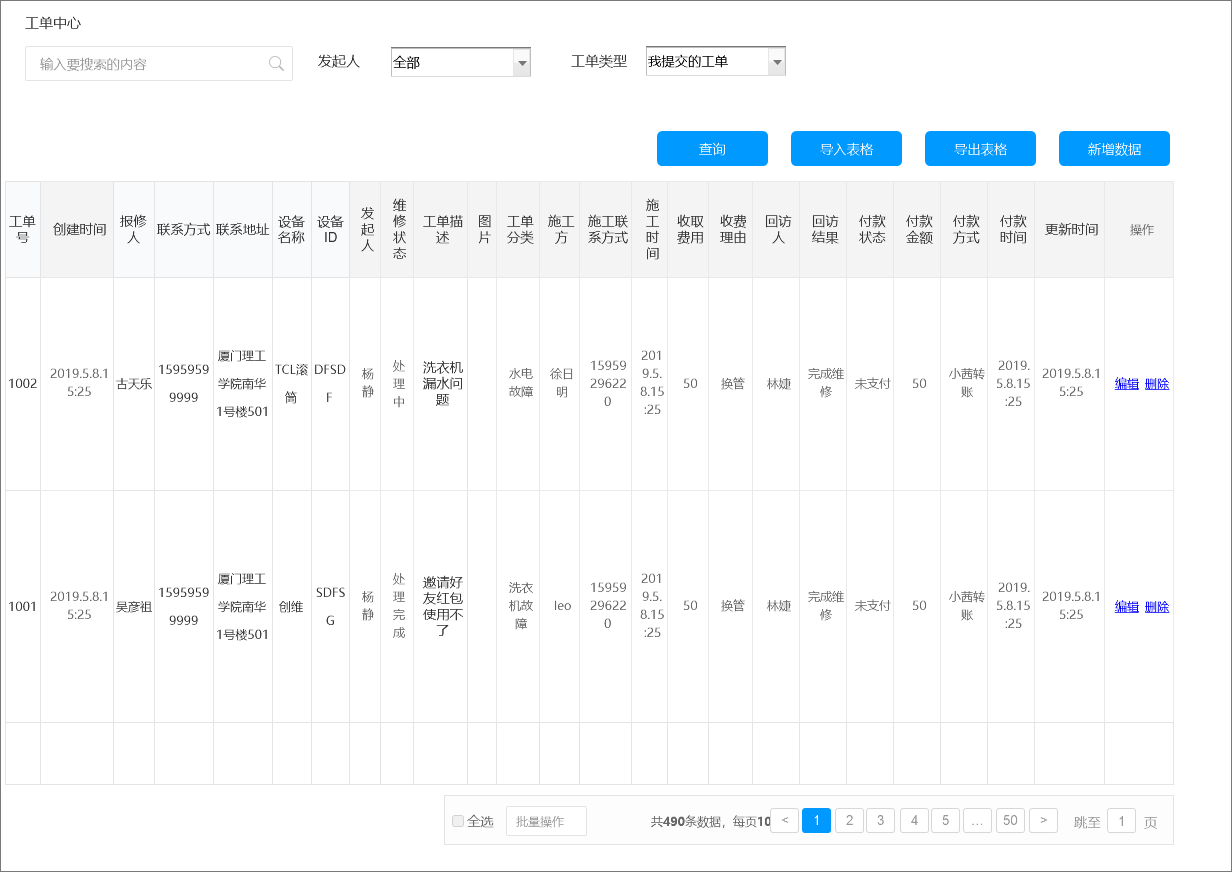 工单中心
输入要搜索的内容 发起人 全部 工单类型 我提交的工单
查询 导入表格 导出表格 新增数据
工单号 创建时间 报修人 联系方式 联系地址 设备名称 设备ID 发起人 维修状态 工单描述 图片 工单分类 施工方 施工联系方式 施工时间 收取费用 收费理由 回访人 回访结果 付款状态 付款金额 付款方式 付款时间 更新时间 操作
1002 2019.5.8.15:25 古天乐 15959599999 厦门理工学院南华1号楼501 TCL滚筒 DFSDF 杨静 处理中 洗衣机漏水问题 水电故障 徐日明 15959296220 2019.5.8.15:25 50 换管 林婕 完成维修 未支付 50 小茜转账 2019.5.8.15:25 2019.5.8.15:25 编辑 删除
1001 2019.5.8.15:25 吴彦祖 15959599999 厦门理工学院南华1号楼501 创维 SDFSG 杨静 处理完成 邀请好友红包使用不了 洗衣机故障 leo 15959296220 2019.5.8.15:25 50 换管 林婕 完成维修 未支付 50 小茜转账 2019.5.8.15:25 2019.5.8.15:25 编辑 删除
全选 批量操作 共490条数据，每页10 < 1 2 3 4 5 ... 50 > 跳至 1 页